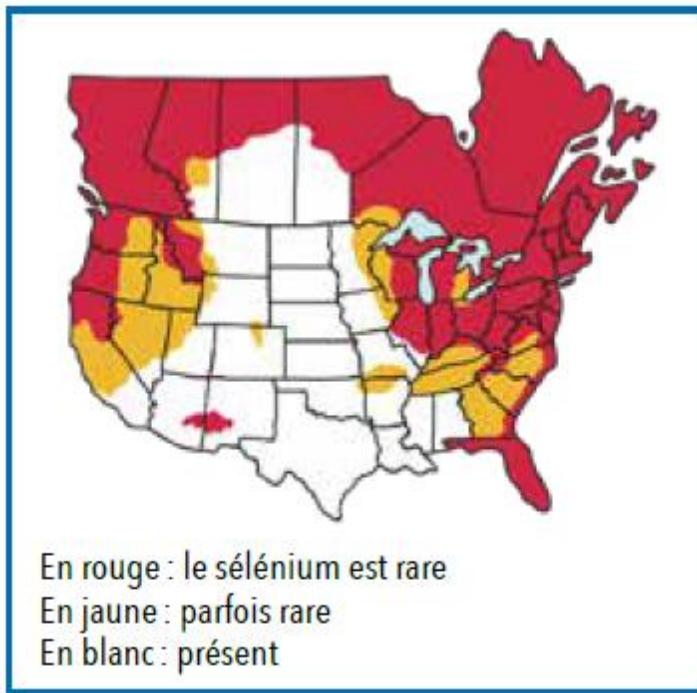 En rouge : le sélénium est rare
En jaune : parfois rare
En blanc : présent